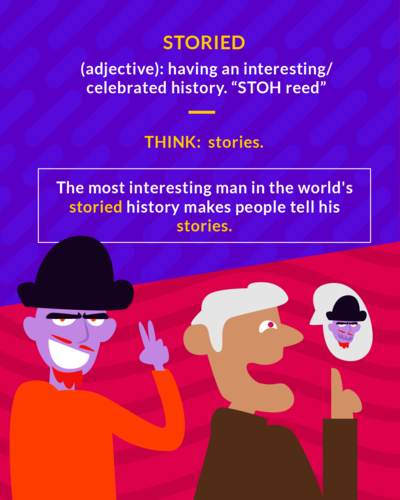 STORIED
(adjective): having an interesting/
celebrated history. “STOH reed”
THINK: stories.
The most interesting man in the world's
storied history makes people tell his
stories.